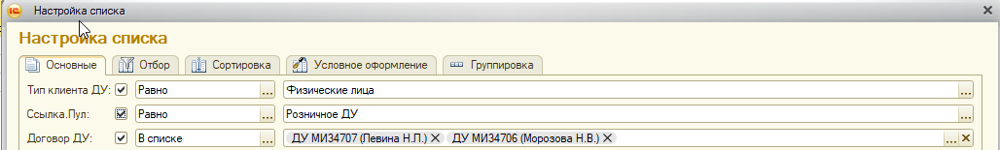 Настройка списка
Настройка списка
Основные Отбор Сортировка Условное оформление Группировка
Тип клиента ДУ: Равно ... Физические лица ...
Ссылка.Пул: Равно ... Розничное ДУ ...
Договор ДУ: В списке ... ДУ МИ34707 (Левина Н.Л.) ДУ МИ34706 (Морозова Н.В.) ...